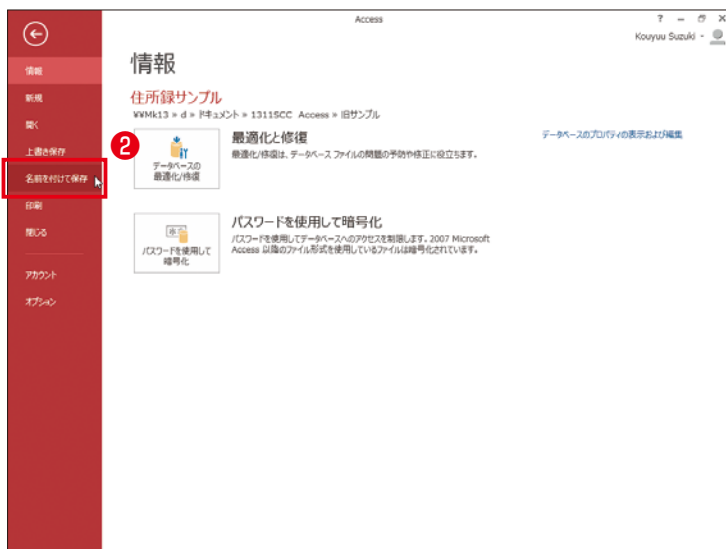 Access
? – ×
Kouyuu Suzuki
情報
情報
新規
開く
上書き保存
名前を付けて保存
印刷
閉じる
アカウント
オプション
住所録サンプル
¥¥Mk13 » d » ドキュメント » 1311SCC Access » 旧サンプル
2
データベースの
最適化/修復
最適化と修復
最適化/修復は、データベース ファイルの問題の予防や修正に役立ちます。
データベースのプロパティの表示および編集
パスワードを使用して
暗号化
パスワードを使用して暗号化
パスワードを使用してデータベースへのアクセスを制限します。2007 Microsoft
Access 以降のファイル形式を使用しているファイルは暗号化されています。